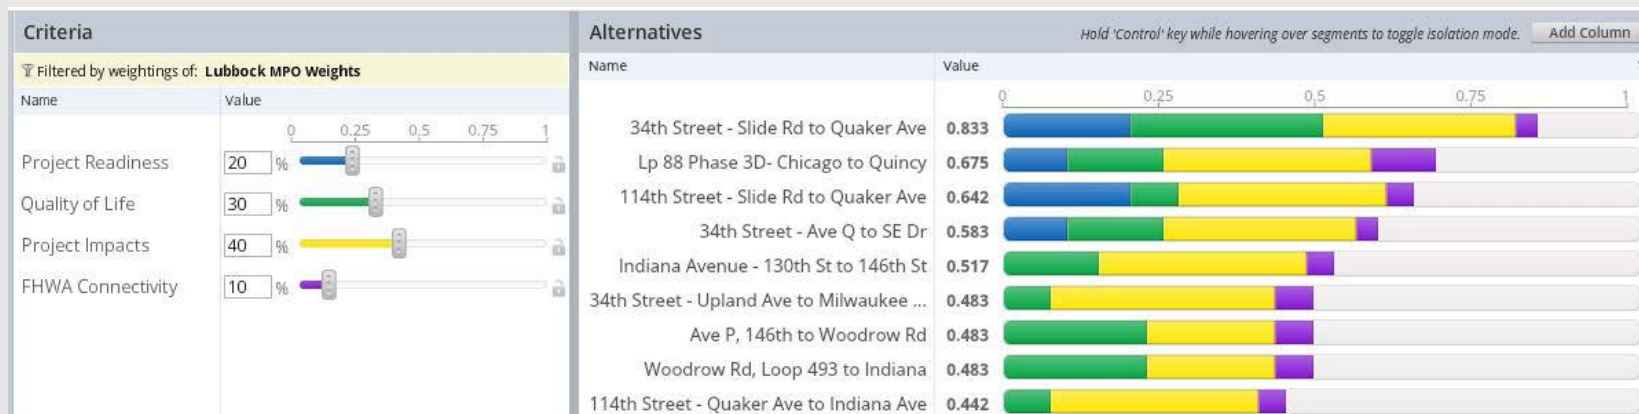 Criteria
Filtered by weightings of: Lubbock MPO Weights
Name Value
0 0.25 0.5 0.75 1
Project Readiness 20 %
Quality of Life 30 %
Project Impacts 40 %
FHWA Connectivity 10 %
Alternatives Hold 'Control' key while hovering over segments to toggle isolation mode. Add Column
Name Value
0 0.25 0.5 0.75 1
34th Street - Slide Rd to Quaker Ave 0.833
Lp 88 Phase 3D- Chicago to Quincy 0.675
114th Street - Slide Rd to Quaker Ave 0.642
34th Street - Ave Q to SE Dr 0.583
Indiana Avenue - 130th St to 146th St 0.517
34th Street - Upland Ave to Milwaukee ... 0.483
Ave P, 146th to Woodrow Rd 0.483
Woodrow Rd, Loop 493 to Indiana 0.483
114th Street - Quaker Ave to Indiana Ave 0.442